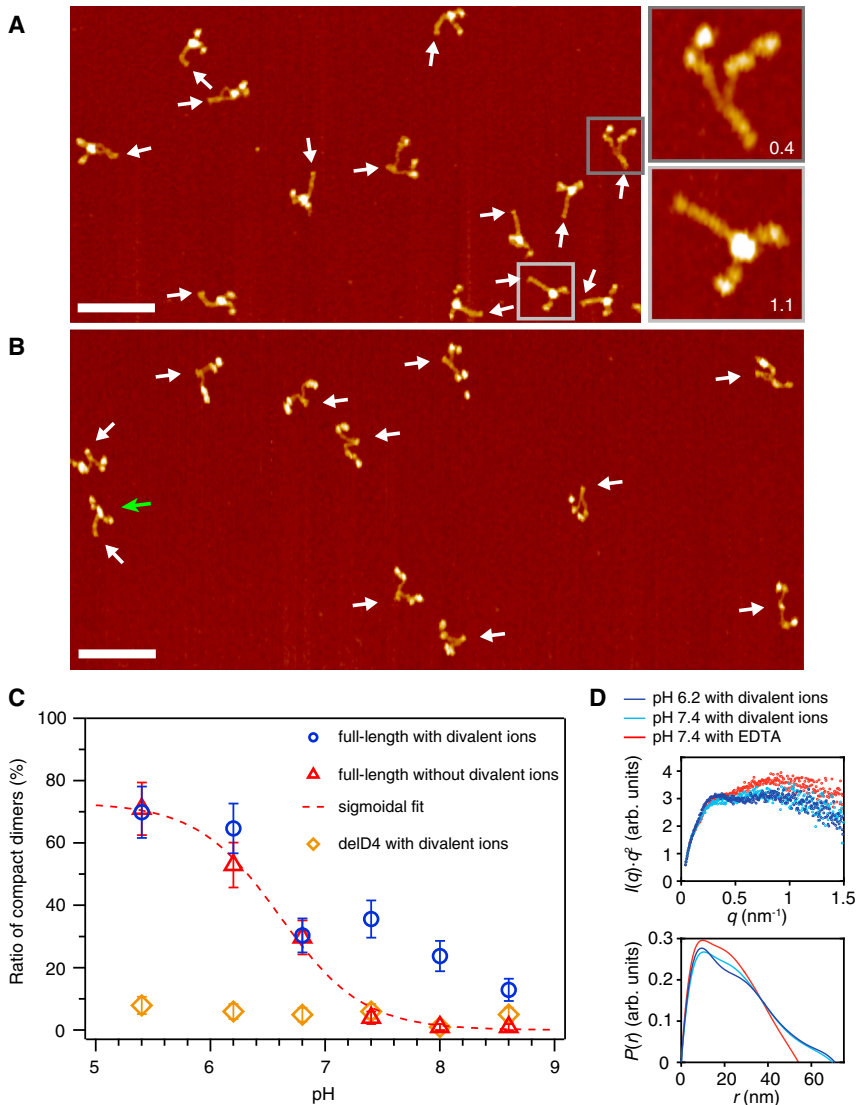 A
0.4
1.1
B
C
Ratio of compact dimers (%)
100
80
60
40
20
0
5
6
7
8
9
pH
full-length with divalent ions
full-length without divalent ions
sigmoidal fit
delD4 with divalent ions
D
pH 6.2 with divalent ions
pH 7.4 with divalent ions
pH 7.4 with EDTA
I(q)·q² (arb. units)
4
3
2
1
0
0
0.5
1
1.5
q (nm⁻¹)
P(r) (arb. units)
0.3
0.2
0.1
0
0
20
40
60
r (nm)